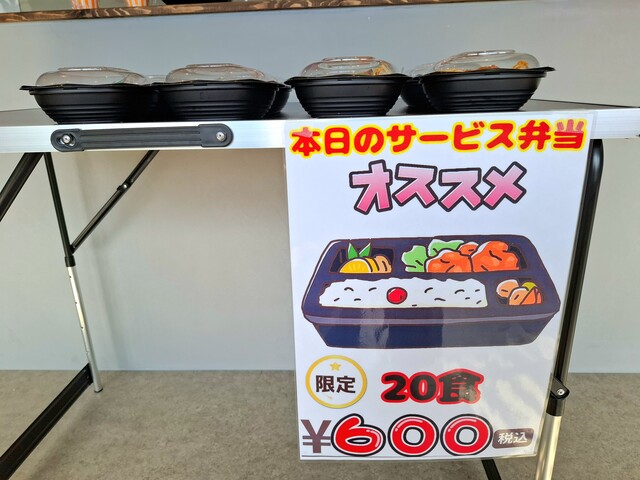 本日のサービス弁当
オススメ
限定 20食
¥600 税込